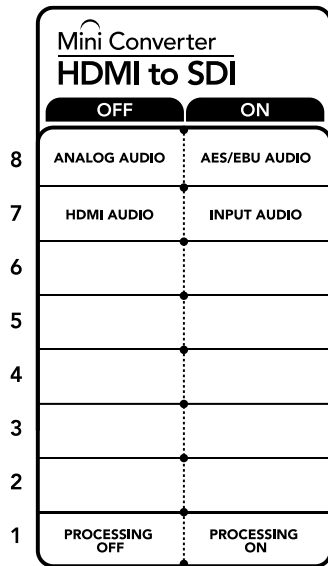 Mini Converter
HDMI to SDI
OFF ON
8 ANALOG AUDIO AES/EBU AUDIO
7 HDMI AUDIO INPUT AUDIO
6
5
4
3
2
1 PROCESSING OFF PROCESSING ON